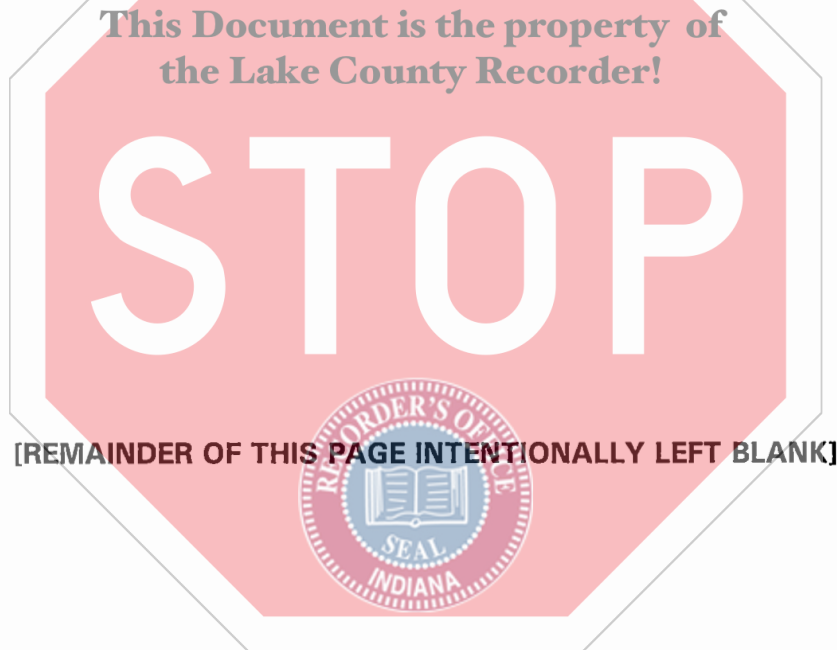 This Document is the property of
the Lake County Recorder!
STOP
[REMAINDER OF THIS PAGE INTENTIONALLY LEFT BLANK]
RECORDER'S OFFICE
SEAL
INDIANA